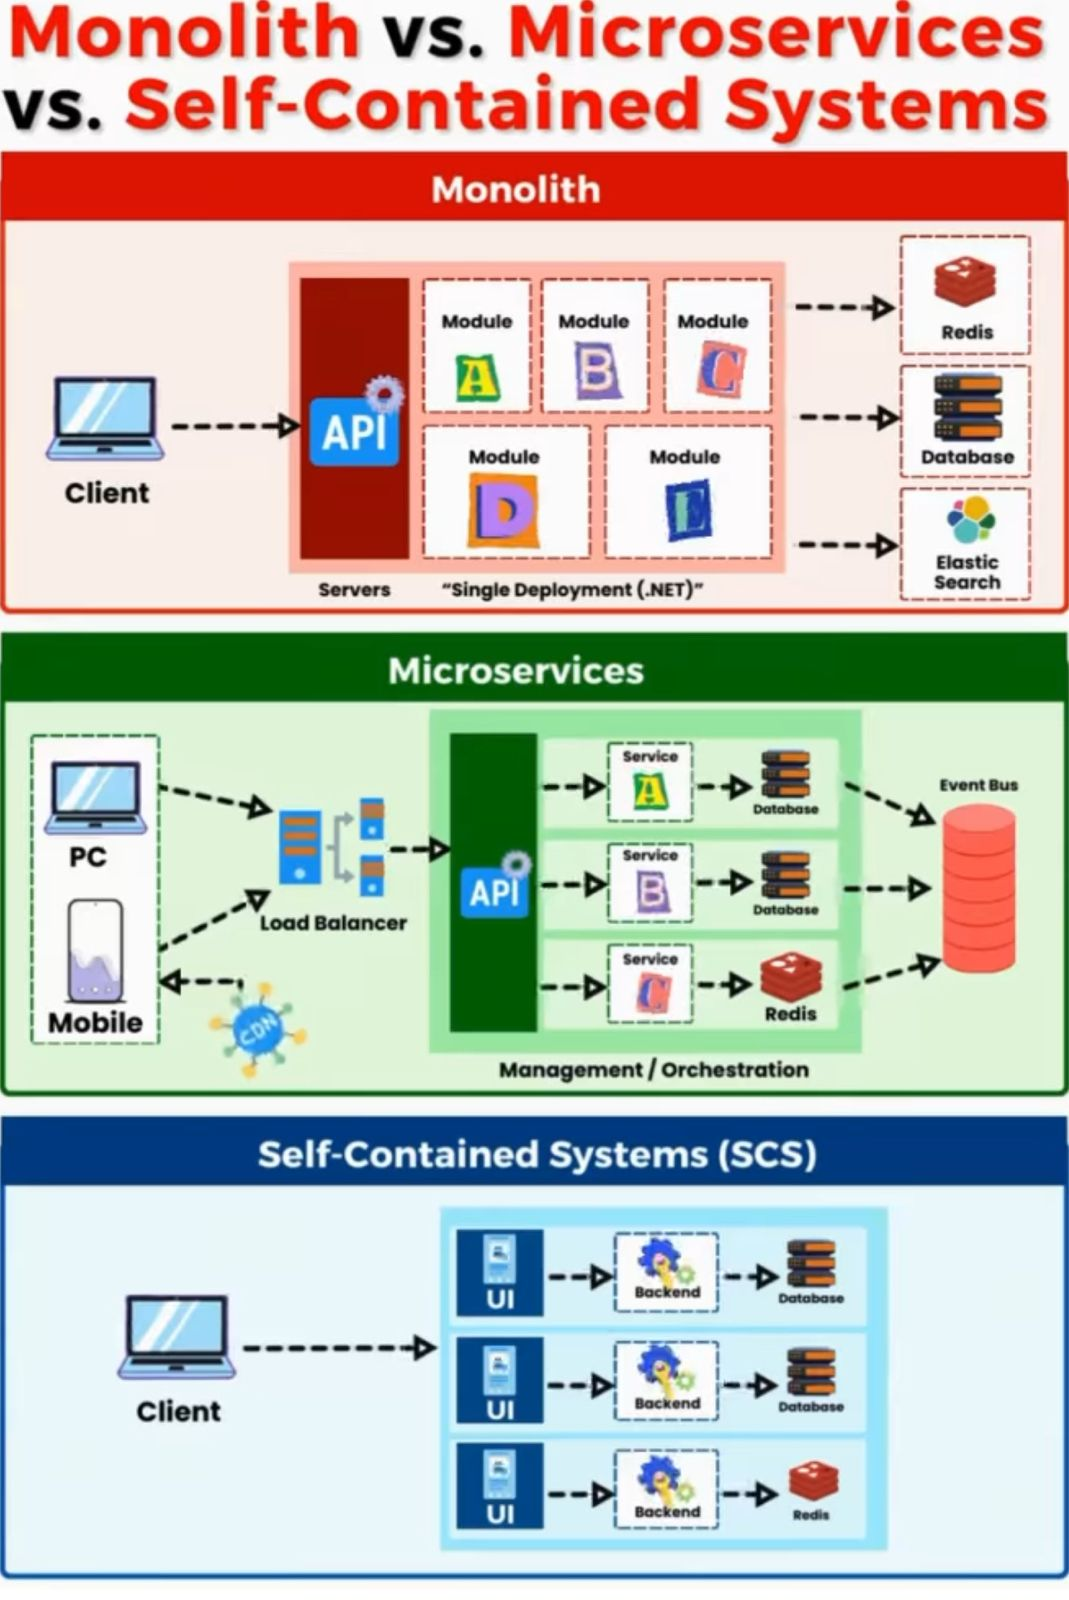 Monolith vs. Microservices
vs. Self-Contained Systems
Monolith
Client
API
Servers
Module
A
Module
B
Module
C
Module
D
Module
E
“Single Deployment (.NET)”
Redis
Database
Elastic
Search
Microservices
PC
Mobile
Load Balancer
CDN
API
Service
A
Database
Service
B
Database
Service
C
Redis
Event Bus
Management / Orchestration
Self-Contained Systems (SCS)
Client
UI
Backend
Database
UI
Backend
Database
UI
Backend
Redis